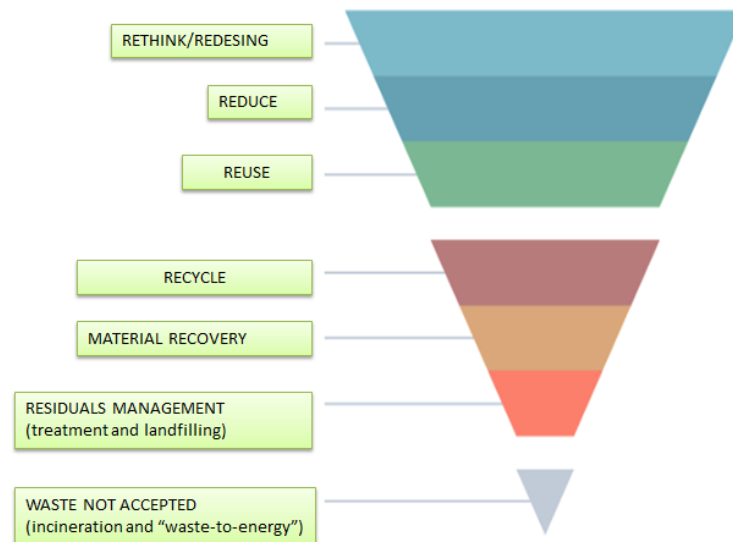 RETHINK/REDESING
REDUCE
REUSE
RECYCLE
MATERIAL RECOVERY
RESIDUALS MANAGEMENT
(treatment and landfilling)
WASTE NOT ACCEPTED
(incineration and “waste-to-energy”)